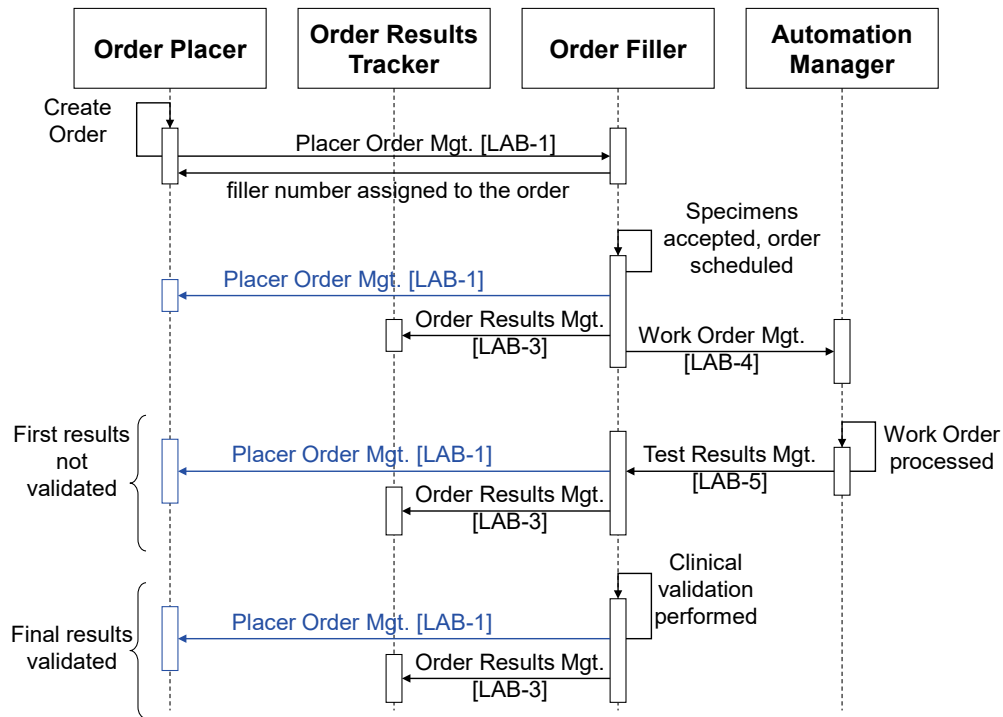 Order Placer
Order Results
Tracker
Order Filler
Automation
Manager
Create
Order
Placer Order Mgt. [LAB-1]
filler number assigned to the order
Specimens
accepted, order
scheduled
Placer Order Mgt. [LAB-1]
Order Results Mgt.
[LAB-3]
Work Order Mgt.
[LAB-4]
First results
not
validated
Placer Order Mgt. [LAB-1]
Test Results Mgt.
[LAB-5]
Work Order
processed
Order Results Mgt.
[LAB-3]
Clinical
validation
performed
Final results
validated
Placer Order Mgt. [LAB-1]
Order Results Mgt.
[LAB-3]